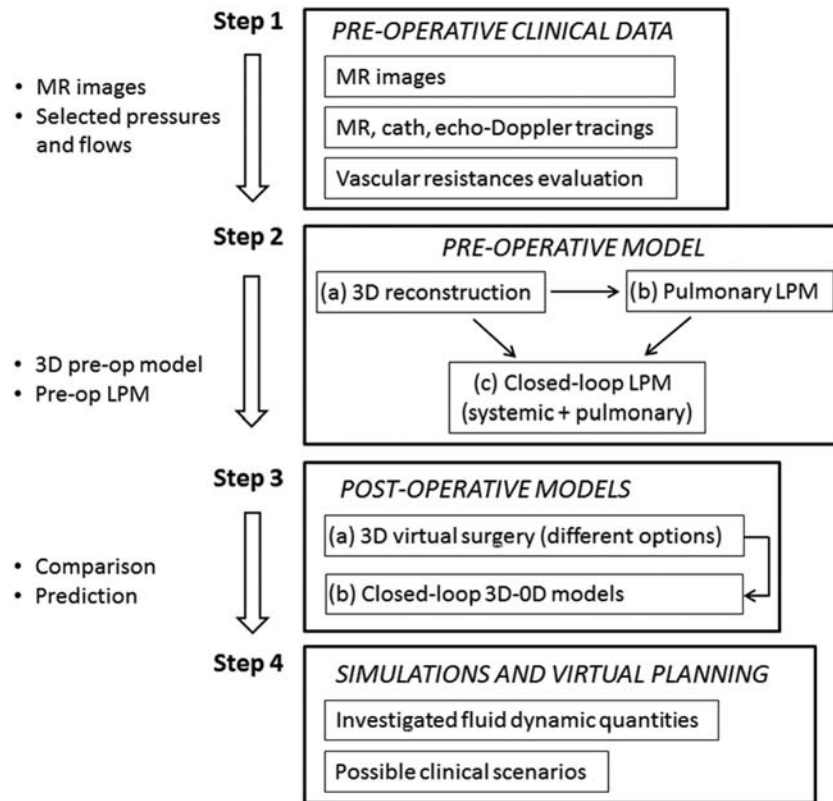 Step 1
PRE-OPERATIVE CLINICAL DATA
MR images
MR, cath, echo-Doppler tracings
Vascular resistances evaluation
• MR images
• Selected pressures
and flows
Step 2
PRE-OPERATIVE MODEL
(a) 3D reconstruction
(b) Pulmonary LPM
(c) Closed-loop LPM
(systemic + pulmonary)
• 3D pre-op model
• Pre-op LPM
Step 3
POST-OPERATIVE MODELS
(a) 3D virtual surgery (different options)
(b) Closed-loop 3D-0D models
• Comparison
• Prediction
Step 4
SIMULATIONS AND VIRTUAL PLANNING
Investigated fluid dynamic quantities
Possible clinical scenarios